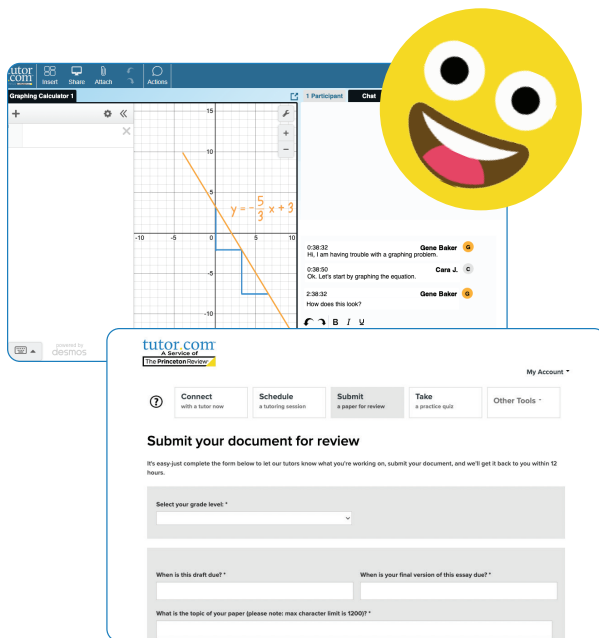 tutor
.com
Insert
Share
Attach
Actions
Graphing Calculator 1
1 Participant
Chat
15
10
5
-10
-5
0
5
10
-5
-10
y = -5/3 x + 3
0:38:32 Gene Baker G
Hi, I am having trouble with a graphing problem.
0:38:50 Cara J. C
Ok. Let's start by graphing the equation.
2:38:32 Gene Baker G
How does this look?
B I U
powered by
desmos
tutor.com
A Service of
The Princeton Review
My Account
Connect
with a tutor now
Schedule
a tutoring session
Submit
a paper for review
Take
a practice quiz
Other Tools
Submit your document for review
It's easy-just complete the form below to let our tutors know what you're working on, submit your document, and we'll get it back to you within 12
hours.
Select your grade level: *
When is this draft due? *
When is your final version of this essay due? *
What is the topic of your paper (please note: max character limit is 1200)? *